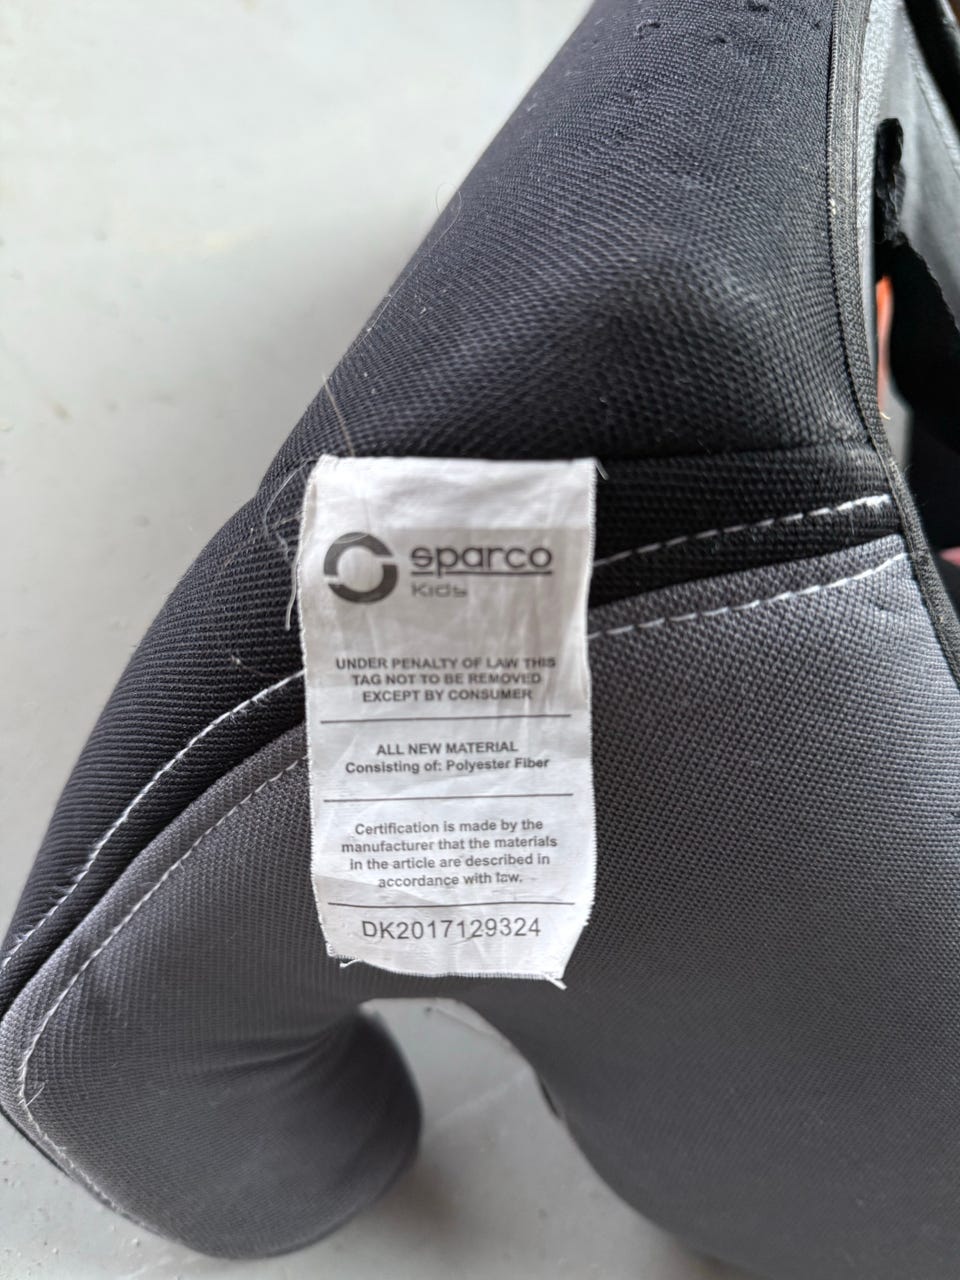 sparco
Kids
UNDER PENALTY OF LAW THIS
TAG NOT TO BE REMOVED
EXCEPT BY CONSUMER
ALL NEW MATERIAL
Consisting of: Polyester Fiber
Certification is made by the
manufacturer that the materials
in the article are described in
accordance with law.
DK2017129324